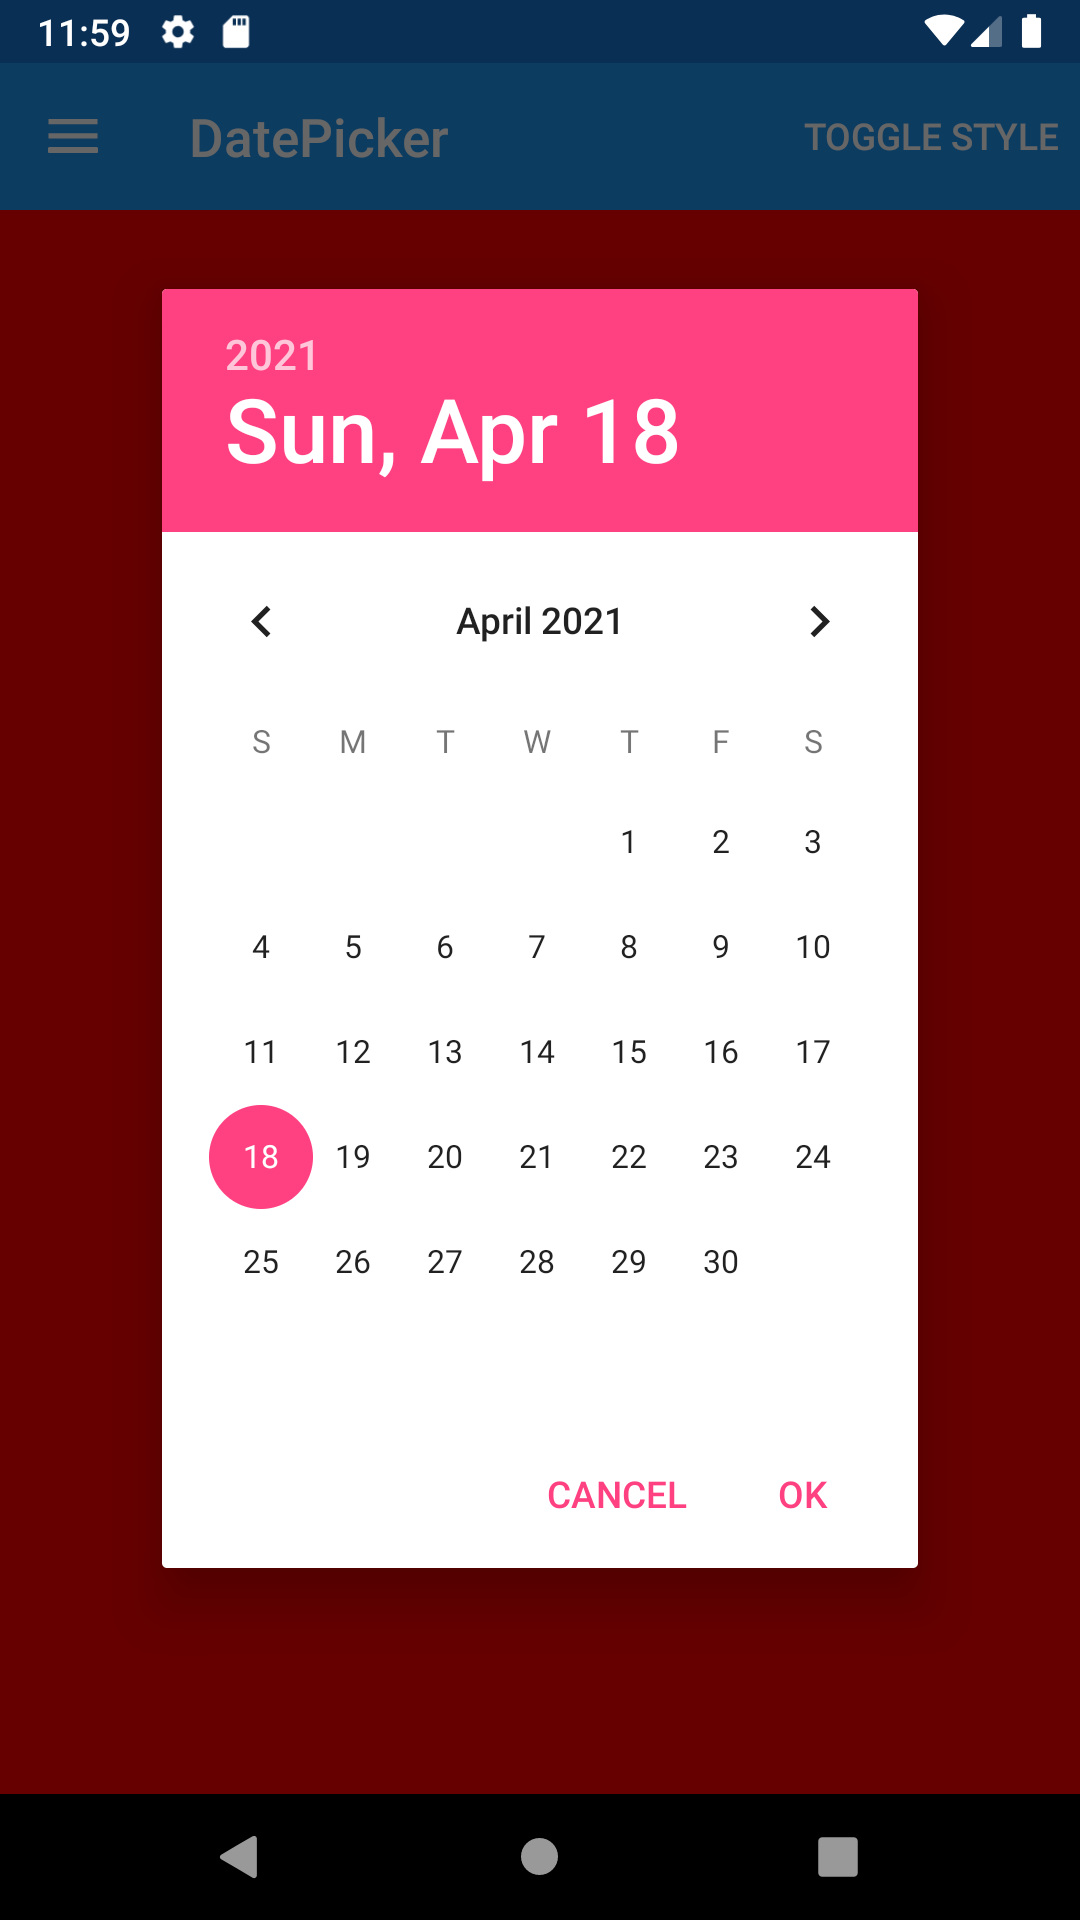 11:59
DatePicker TOGGLE STYLE
2021
Sun, Apr 18
April 2021
S M T W T F S
1 2 3
4 5 6 7 8 9 10
11 12 13 14 15 16 17
18 19 20 21 22 23 24
25 26 27 28 29 30
CANCEL OK